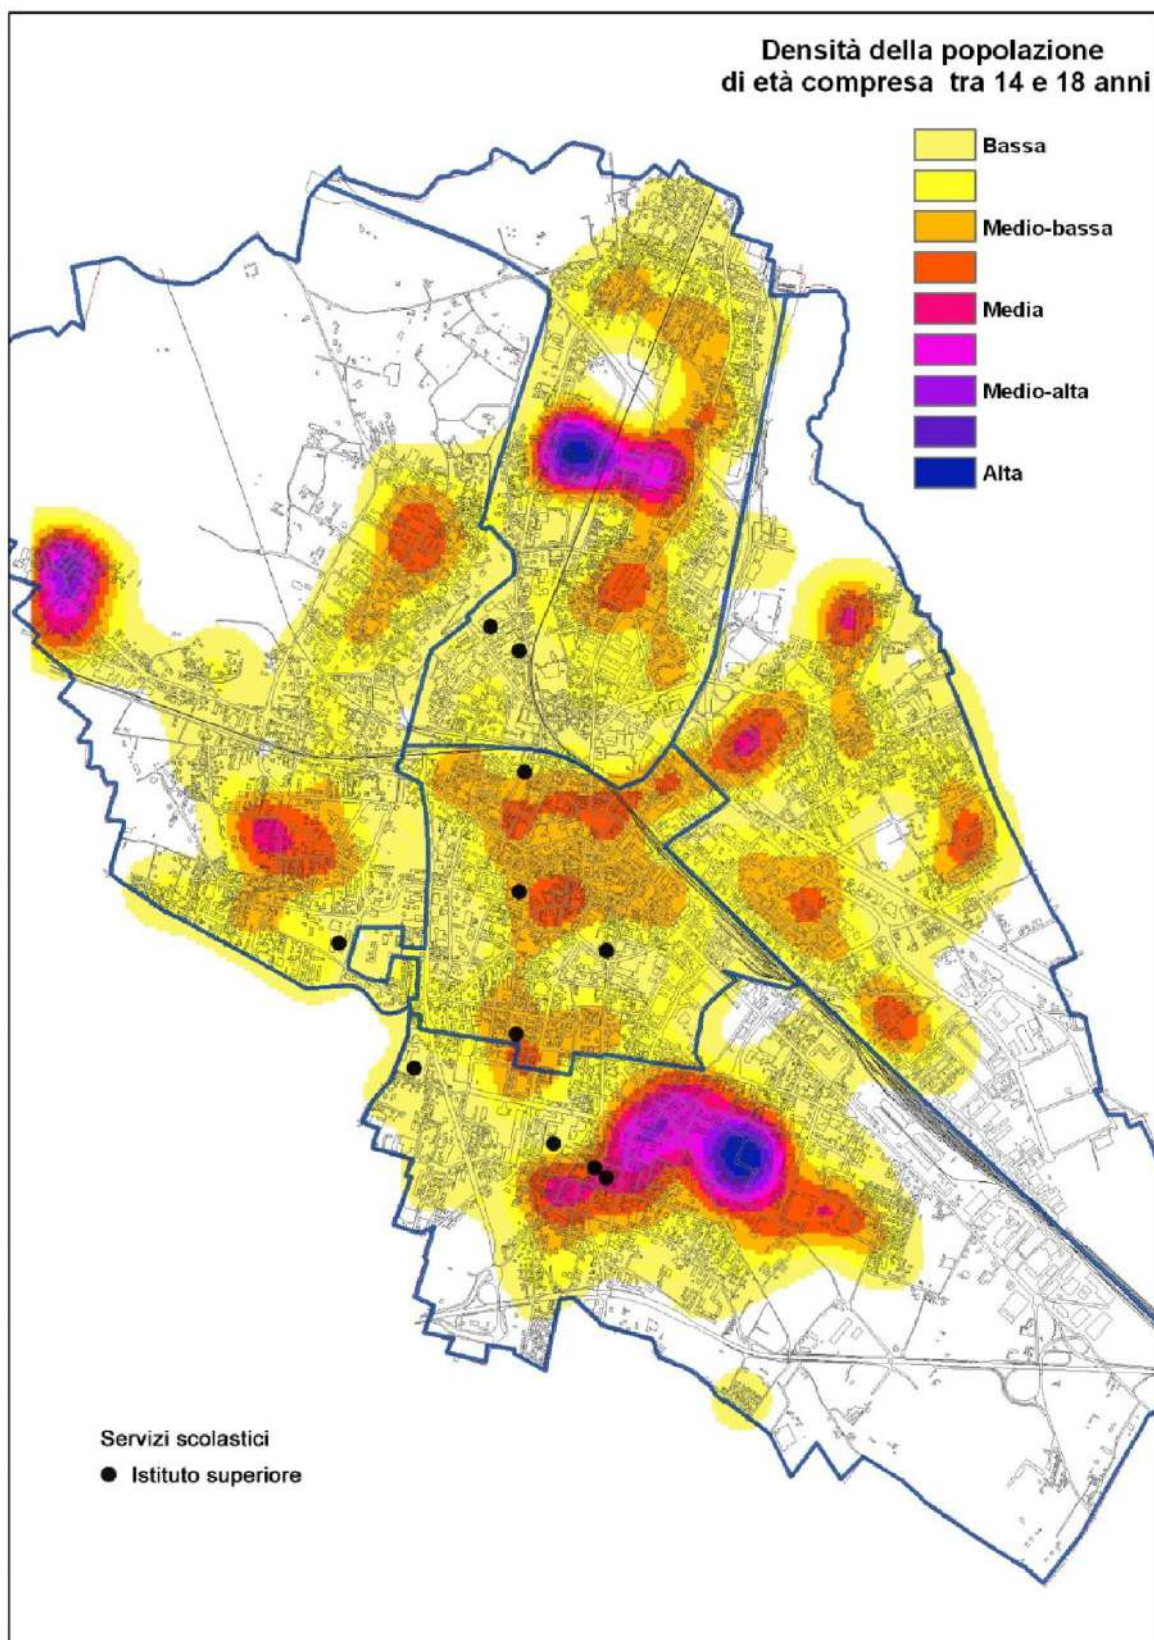 Densità della popolazione
di età compresa tra 14 e 18 anni
Bassa
Medio-bassa
Media
Medio-alta
Alta
Servizi scolastici
Istituto superiore